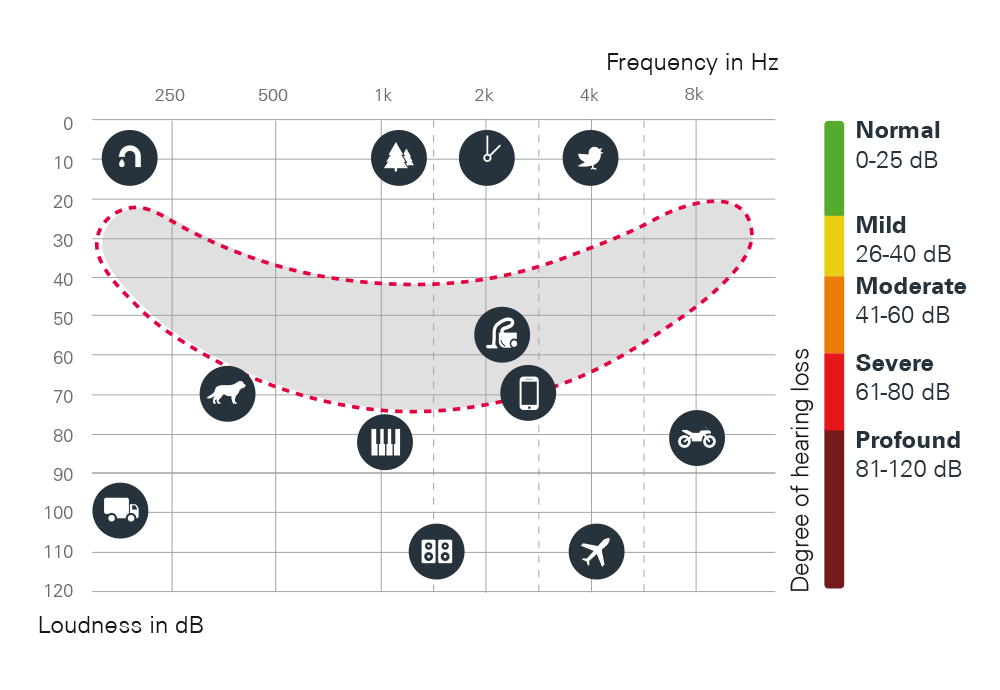 Frequency in Hz
250 500 1k 2k 4k 8k
0
10
20
30
40
50
60
70
80
90
100
110
120
Loudness in dB
Degree of hearing loss
Normal
0-25 dB
Mild
26-40 dB
Moderate
41-60 dB
Severe
61-80 dB
Profound
81-120 dB